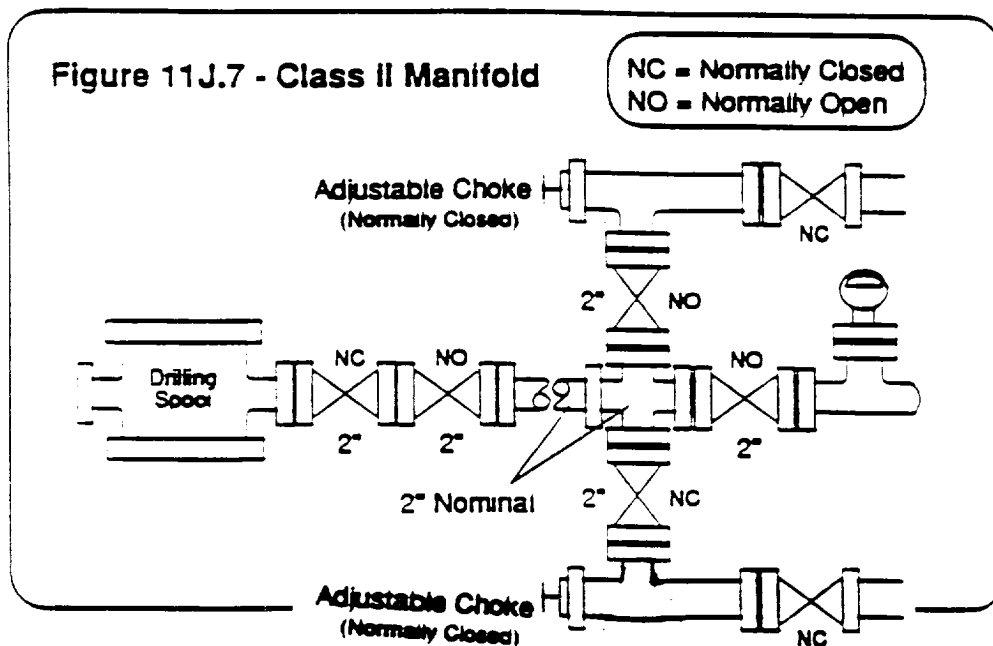 Figure 11J.7 - Class II Manifold
NC = Normally Closed
NO = Normally Open
Adjustable Choke
(Normally Closed)
NC
2" NO
NC NO NO
Drilling
Spool
2" 2" 2"
2" Nominal
2" NC
Adjustable Choke
(Normally Closed)
NC